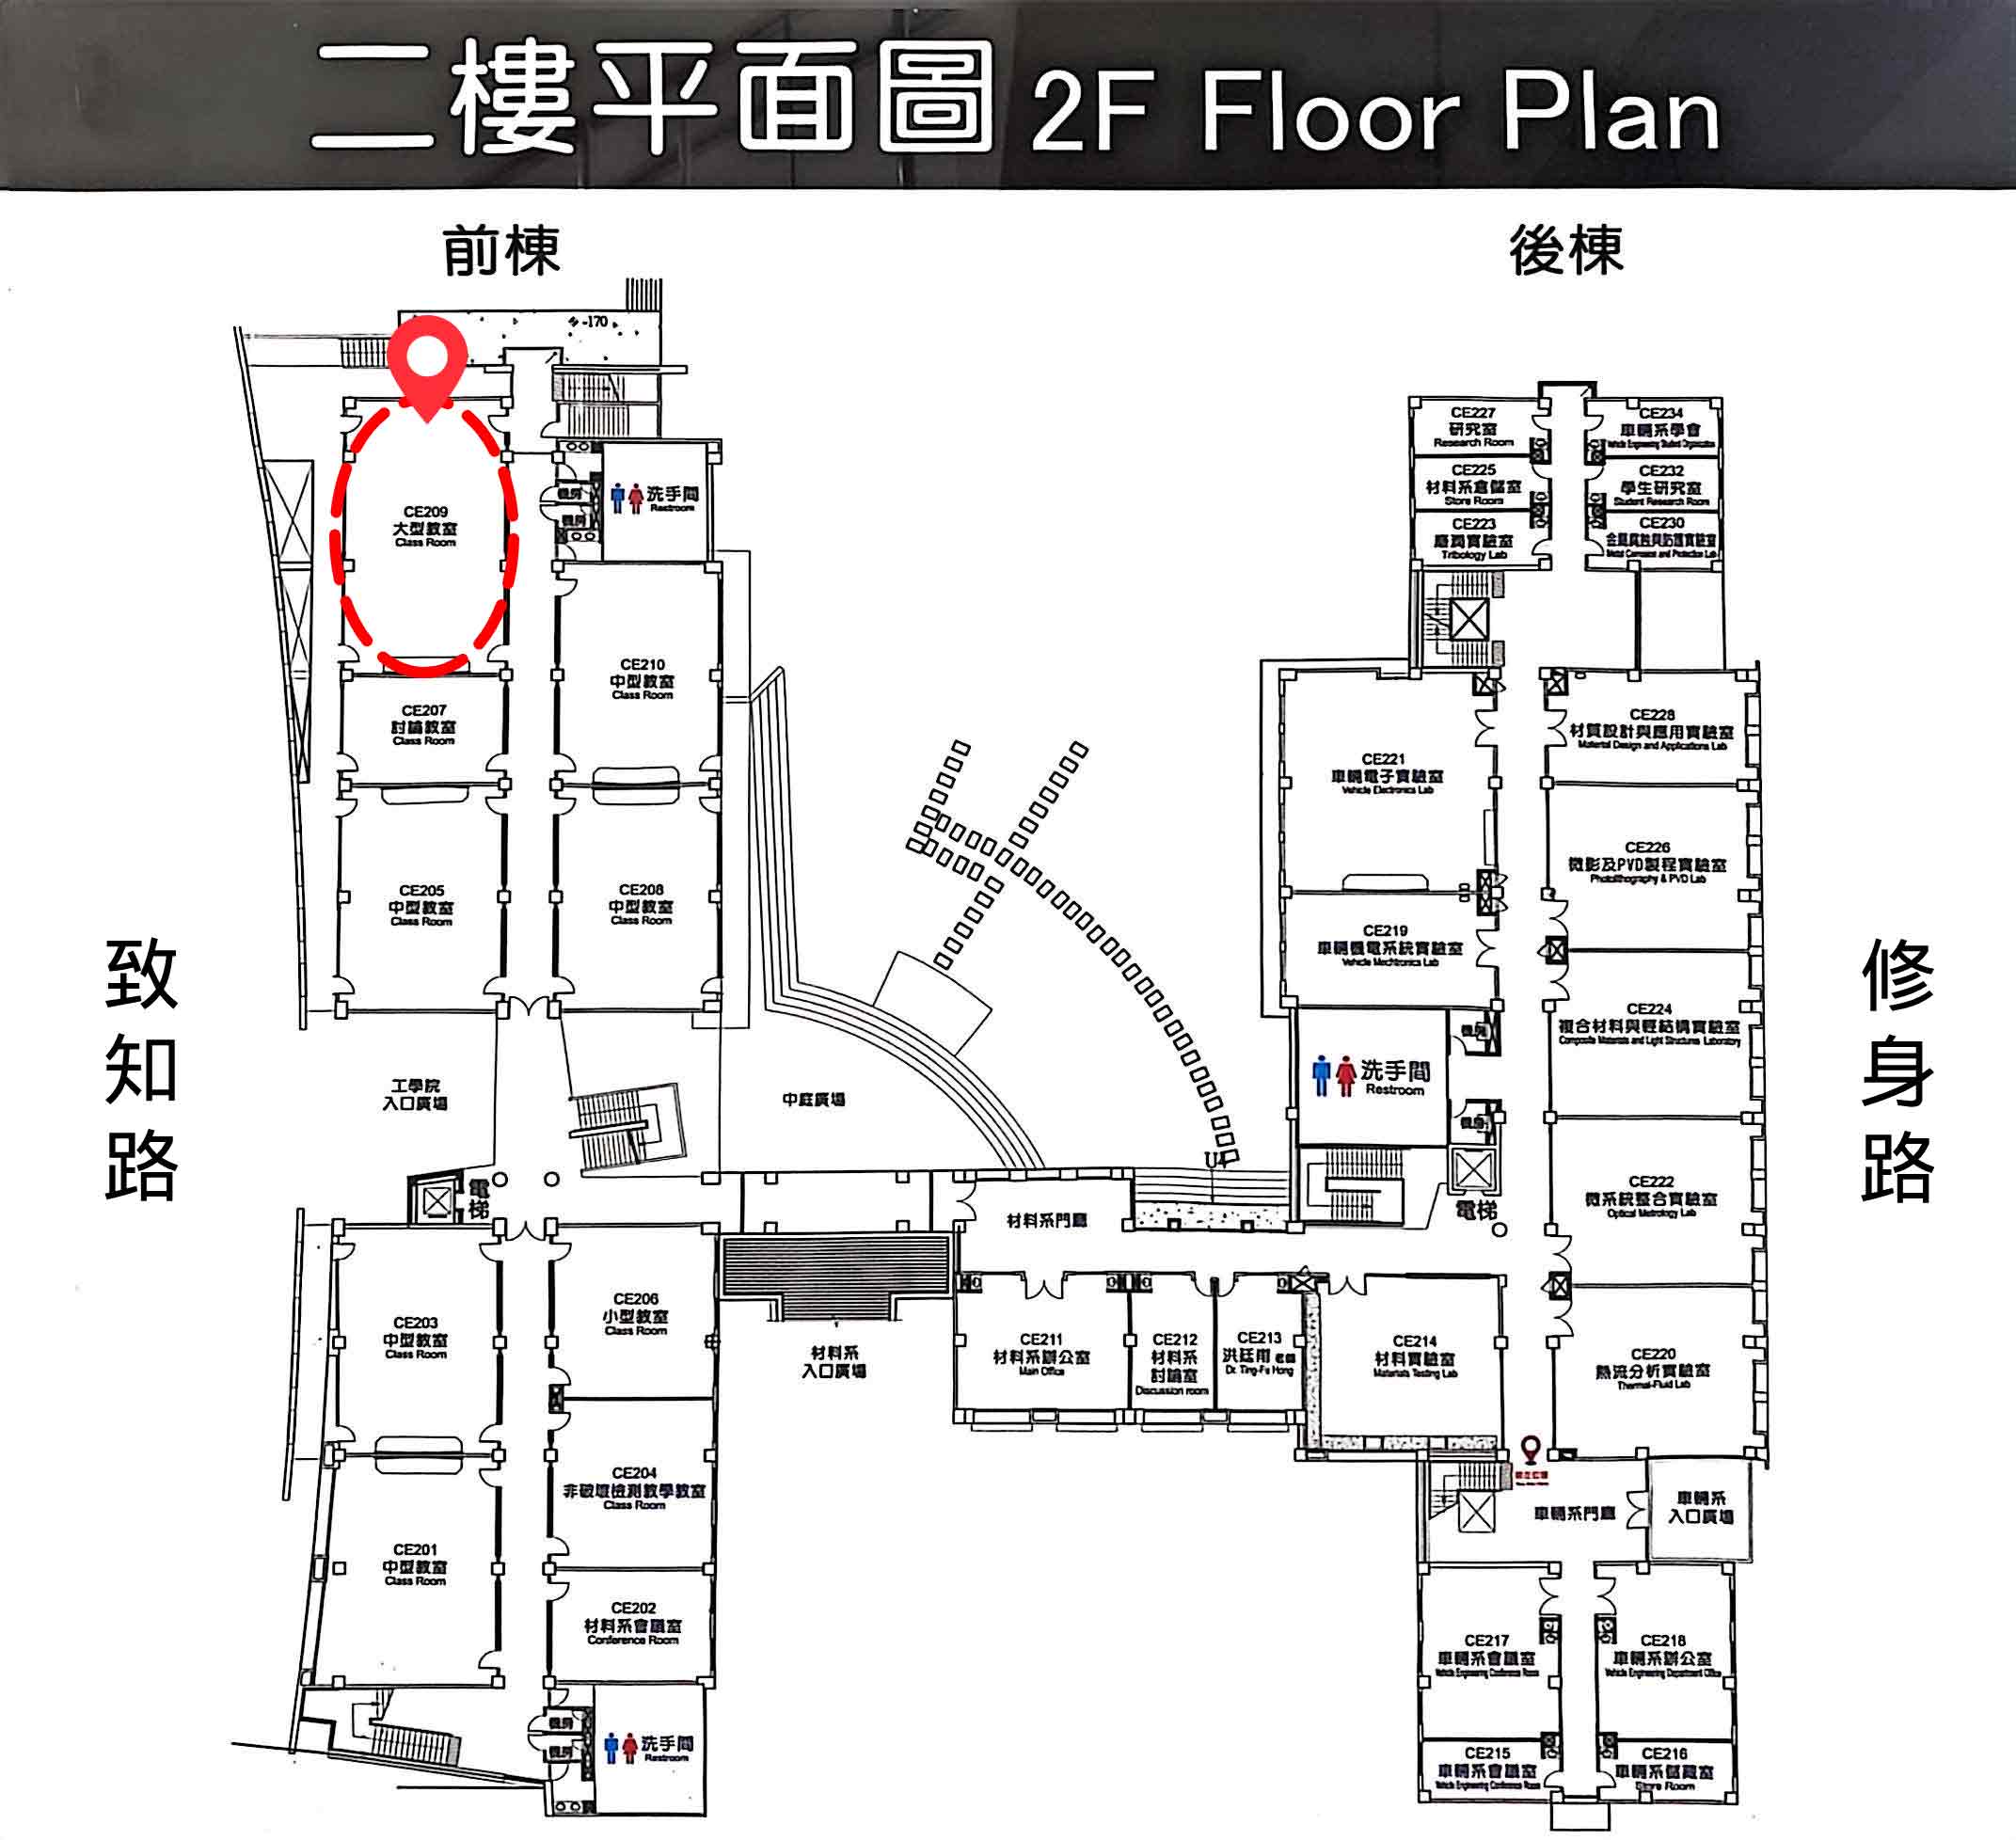 二樓平面圖 2F Floor Plan
前棟
後棟
致知路
修身路
-170
CE209
大型教室
Class Room
機房
機房
洗手間
Restroom
CE210
中型教室
Class Room
CE207
討論教室
Class Room
CE205
中型教室
Class Room
CE208
中型教室
Class Room
工學院
入口廣場
中庭廣場
電梯
CE203
中型教室
Class Room
CE206
小型教室
Class Room
CE204
非破壞檢測教學教室
Class Room
CE201
中型教室
Class Room
CE202
材料系會議室
Conference Room
機房
機房
洗手間
Restroom
材料系
入口廣場
材料系門廳
CE211
材料系辦公室
Main Office
CE212
材料系
討論室
Discussion room
CE213
洪廷甫 老師
Dr. Ting-Fu Hong
CE214
材料實驗室
Materials Testing Lab
CE227
研究室
Research Room
CE225
材料系倉儲室
Store Room
CE223
磨潤實驗室
Tribology Lab
CE234
車輛系學會
Vehicle Engineering Student Organization
CE232
學生研究室
Student Research Room
CE230
金屬腐蝕與防護實驗室
Metal Corrosion and Protection Lab
CE221
車輛電子實驗室
Vehicle Electronics Lab
CE219
車輛機電系統實驗室
Vehicle Mechtronics Lab
機房
洗手間
Restroom
機房
電梯
CE228
材質設計與應用實驗室
Material Design and Applications Lab
CE226
微影及PVD製程實驗室
Photolithography & PVD Lab
CE224
複合材料與輕結構實驗室
Composite Materials and Light Structures Laboratory
CE222
微系統整合實驗室
Optical Metrology Lab
CE220
熱流分析實驗室
Thermal-Fluid Lab
車輛系門廳
車輛系
入口廣場
CE217
車輛系會議室
Vehicle Engineering Conference Room
CE218
車輛系辦公室
Vehicle Engineering Department Office
CE215
車輛系會議室
Vehicle Engineering Conference Room
CE216
車輛系儲藏室
Store Room